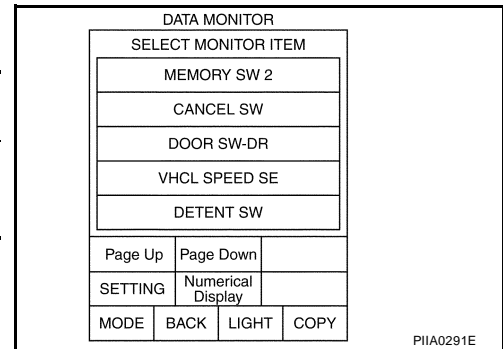 DATA MONITOR
SELECT MONITOR ITEM
MEMORY SW 2
CANCEL SW
DOOR SW-DR
VHCL SPEED SE
DETENT SW
Page Up Page Down
SETTING Numerical Display
MODE BACK LIGHT COPY
PIIA0291E